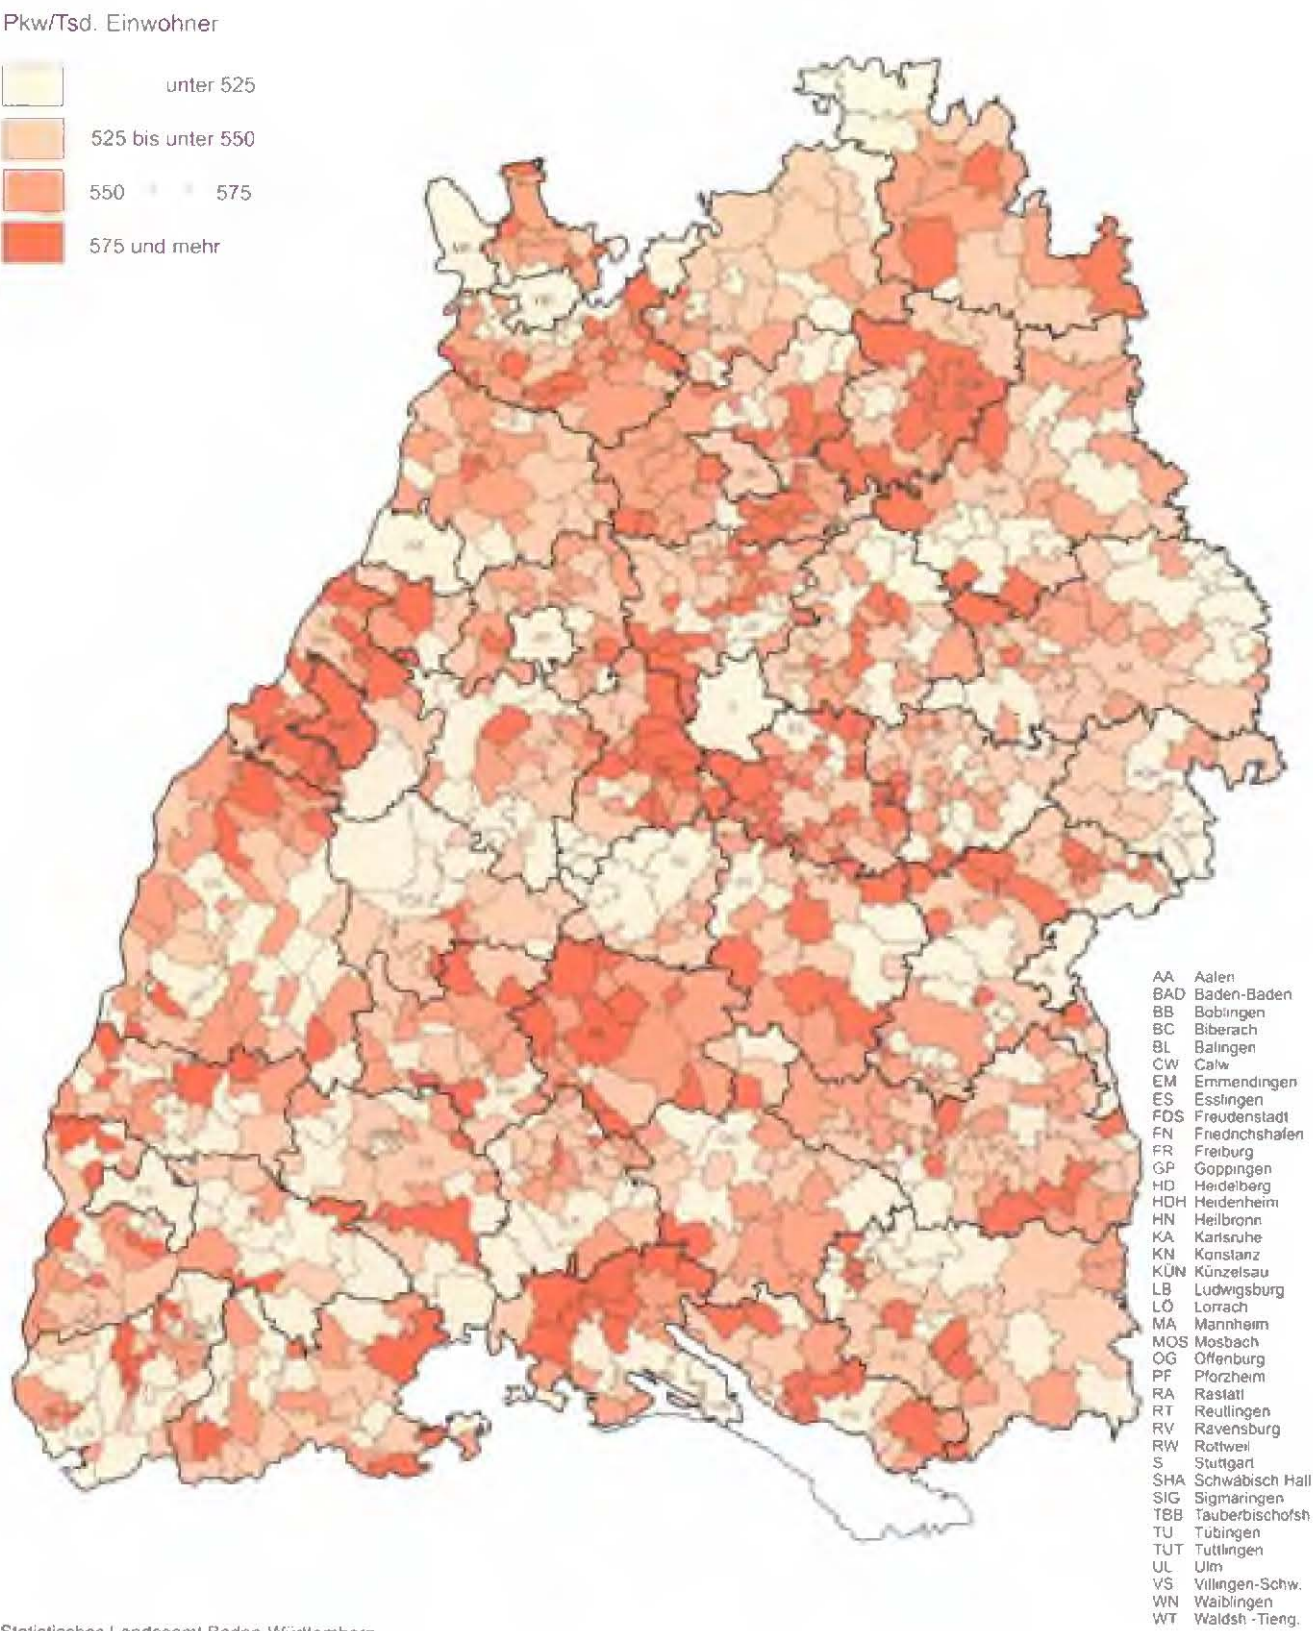 Pkw/Tsd. Einwohner
unter 525
525 bis unter 550
550 " " 575
575 und mehr
AA Aalen
BAD Baden-Baden
BB Boblingen
BC Biberach
BL Balingen
CW Calw
EM Emmendingen
ES Esslingen
FDS Freudenstadt
FN Friedrichshafen
FR Freiburg
GP Goppingen
HD Heidelberg
HDH Heidenheim
HN Heilbronn
KA Karlsruhe
KN Konstanz
KÜN Künzelsau
LB Ludwigsburg
LÖ Lorrach
MA Mannheim
MOS Mosbach
OG Offenburg
PF Pforzheim
RA Rastatt
RT Reutlingen
RV Ravensburg
RW Rottweil
S Stuttgart
SHA Schwäbisch Hall
SIG Sigmaringen
TBB Tauberbischofsh
TÜ Tübingen
TUT Tuttlingen
UL Ulm
VS Villingen-Schw.
WN Waiblingen
WT Waldsh.-Tieng.